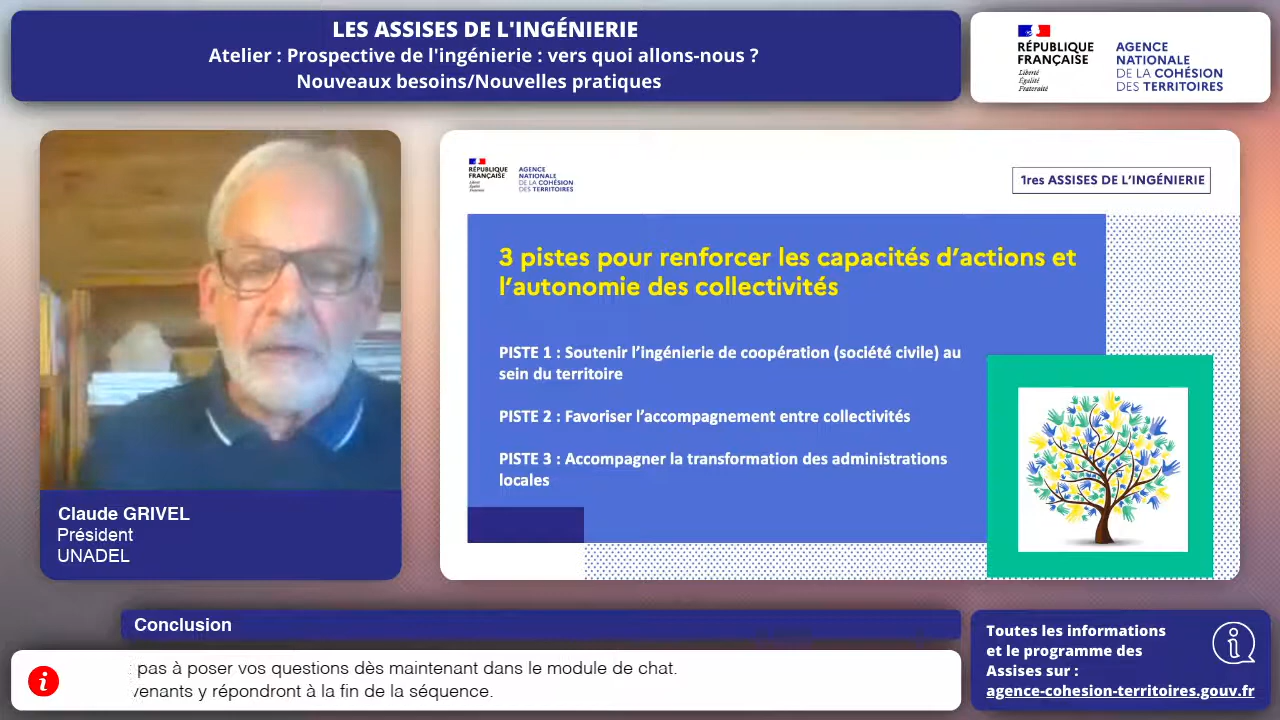 LES ASSISES DE L'INGÉNIERIE
Atelier : Prospective de l'ingénierie : vers quoi allons-nous ?
Nouveaux besoins/Nouvelles pratiques
RÉPUBLIQUE
FRANÇAISE
Liberté
Égalité
Fraternité
AGENCE
NATIONALE
DE LA COHÉSION
DES TERRITOIRES
RÉPUBLIQUE
FRANÇAISE
Liberté
Égalité
Fraternité
AGENCE
NATIONALE
DE LA COHÉSION
DES TERRITOIRES
1res ASSISES DE L'INGÉNIERIE
3 pistes pour renforcer les capacités d'actions et
l'autonomie des collectivités
PISTE 1 : Soutenir l'ingénierie de coopération (société civile) au
sein du territoire
PISTE 2 : Favoriser l'accompagnement entre collectivités
PISTE 3 : Accompagner la transformation des administrations
locales
Claude GRIVEL
Président
UNADEL
Conclusion
pas à poser vos questions dès maintenant dans le module de chat.
venants y répondront à la fin de la séquence.
Toutes les informations
et le programme des
Assises sur :
agence-cohesion-territoires.gouv.fr